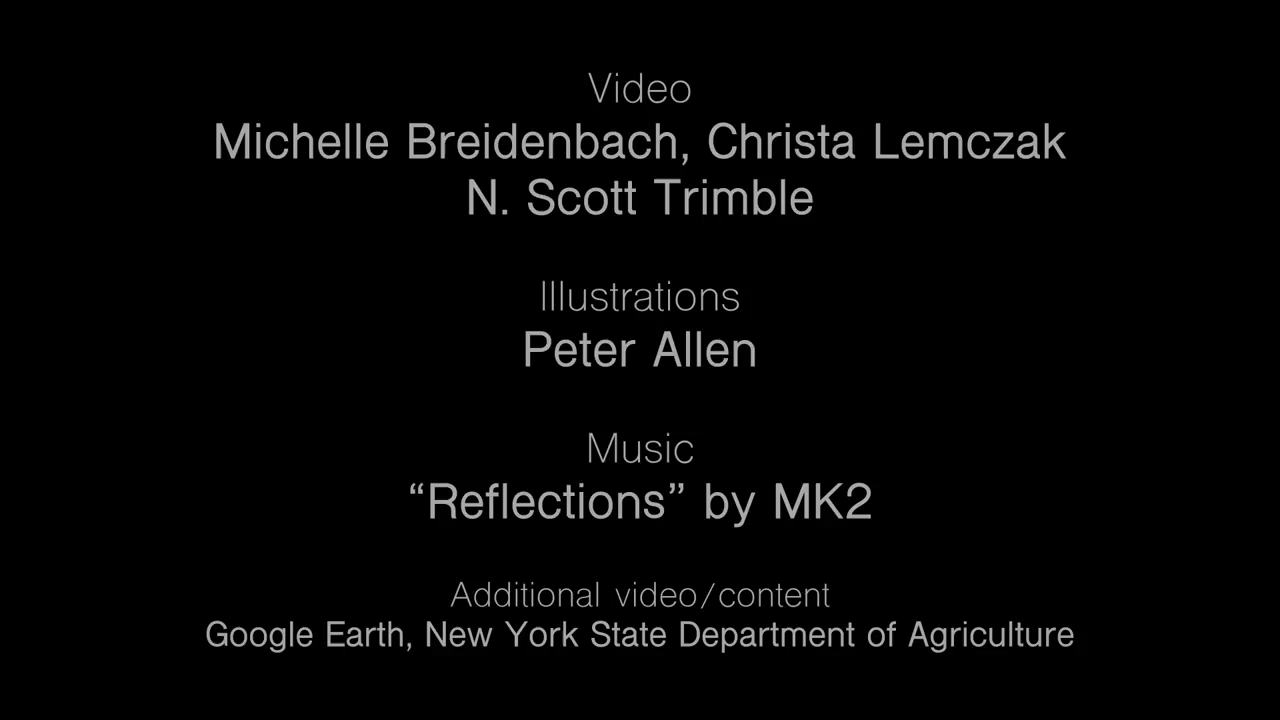 Video
Michelle Breidenbach, Christa Lemczak
N. Scott Trimble
Illustrations
Peter Allen
Music
“Reflections” by MK2
Additional video/content
Google Earth, New York State Department of Agriculture